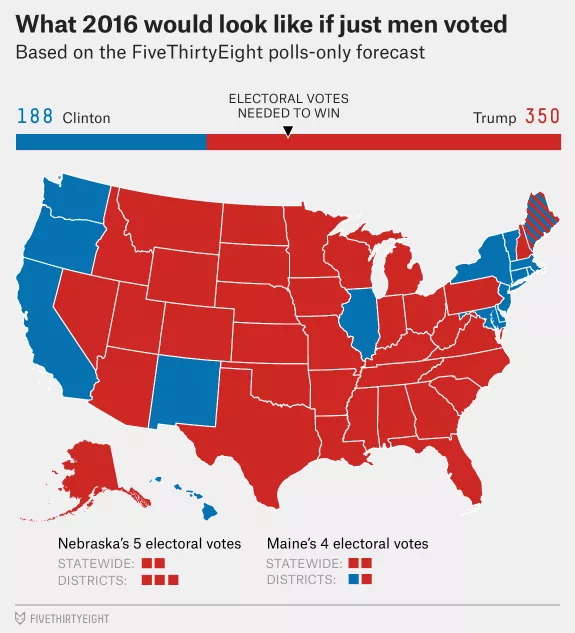 What 2016 would look like if just men voted
Based on the FiveThirtyEight polls-only forecast
ELECTORAL VOTES
NEEDED TO WIN
188 Clinton
Trump 350
Nebraska's 5 electoral votes
STATEWIDE:
DISTRICTS:
Maine's 4 electoral votes
STATEWIDE:
DISTRICTS:
FIVETHIRTYEIGHT